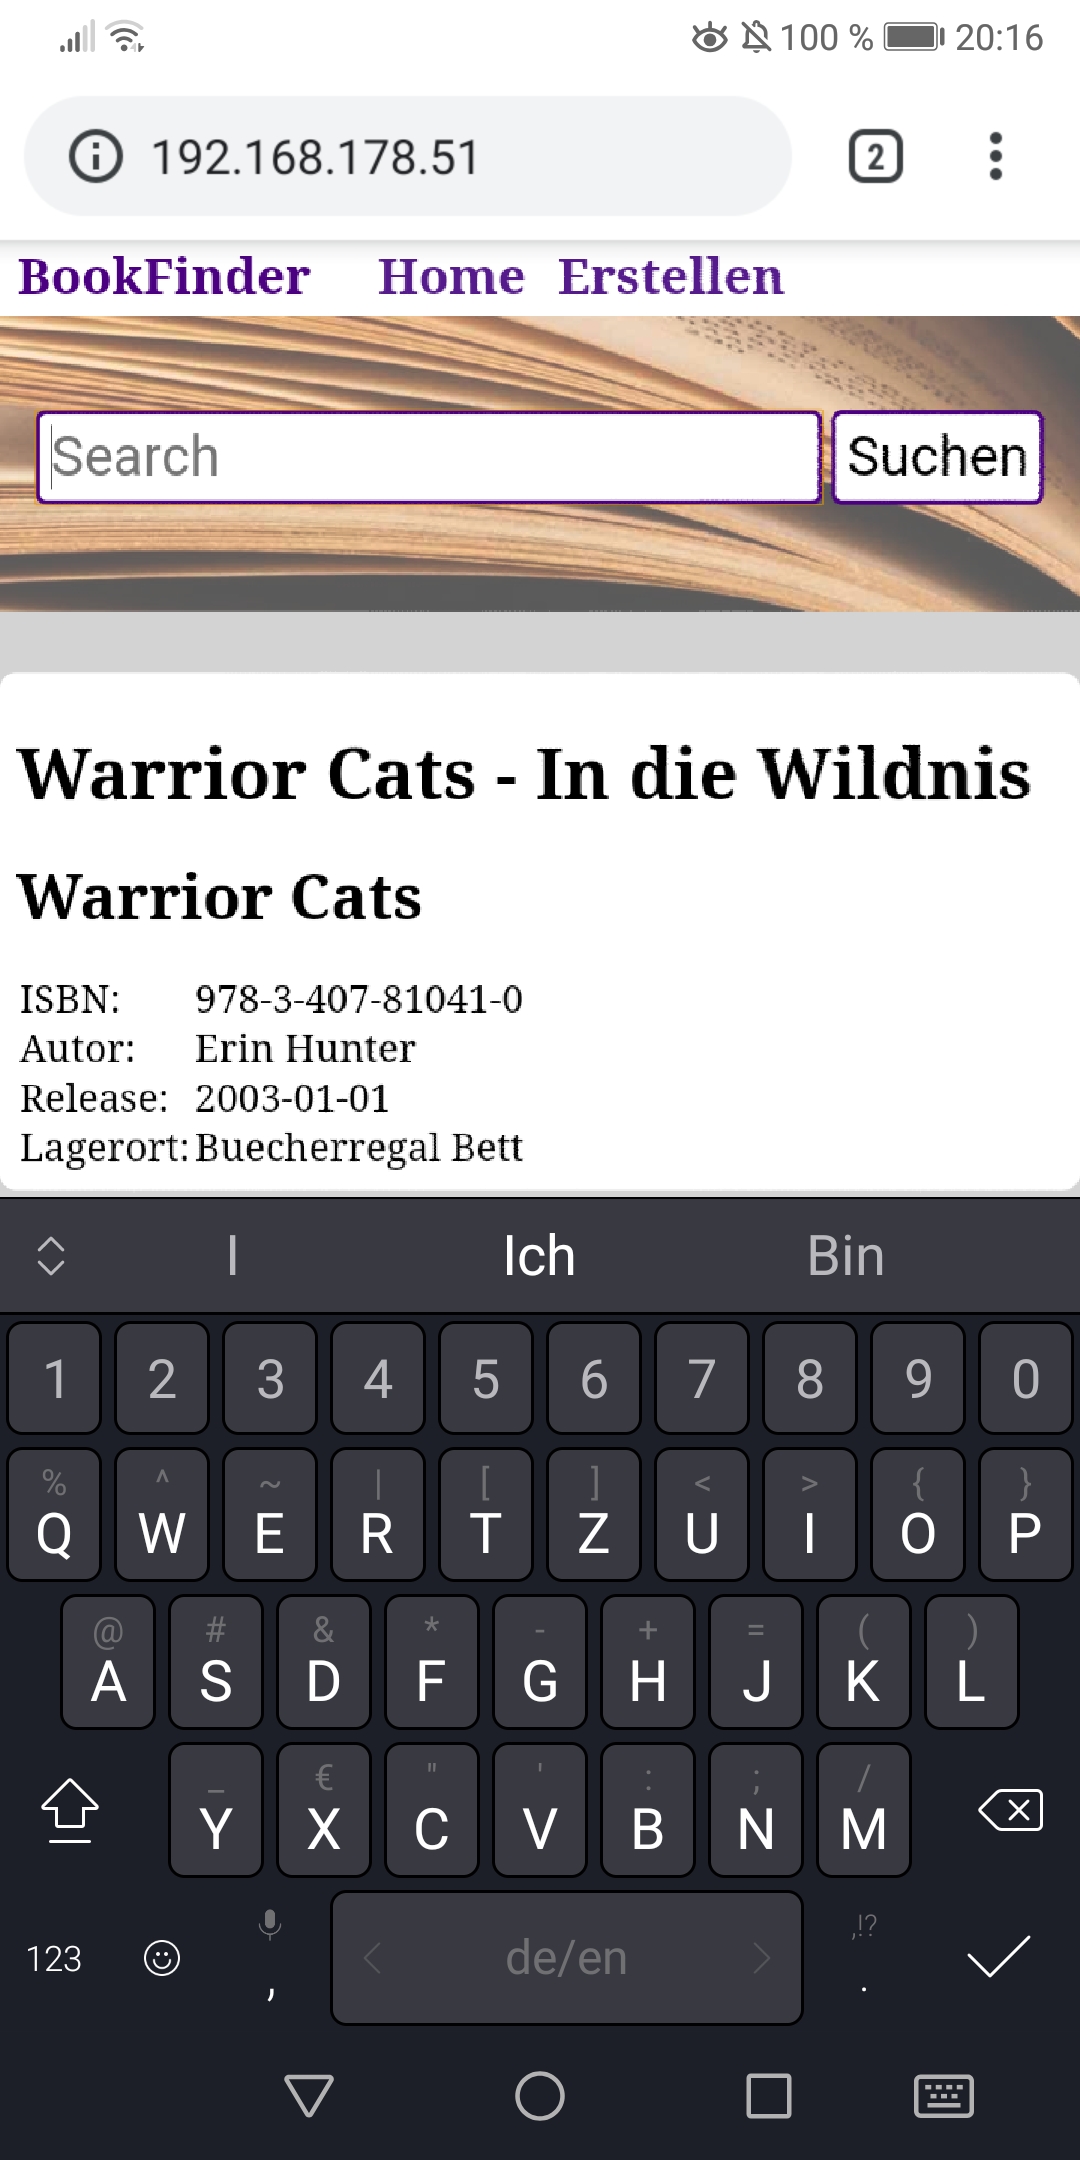 100 % 20:16
192.168.178.51 2
BookFinder Home Erstellen
Search Suchen
Warrior Cats - In die Wildnis
Warrior Cats
ISBN: 978-3-407-81041-0
Autor: Erin Hunter
Release: 2003-01-01
Lagerort: Buecherregal Bett
I Ich Bin
1 2 3 4 5 6 7 8 9 0
% ^ ~ | [ ] < > { }
Q W E R T Z U I O P
@ # & * - + = ( )
A S D F G H J K L
_ € " ' : ; /
Y X C V B N M
,!?
123 , de/en .